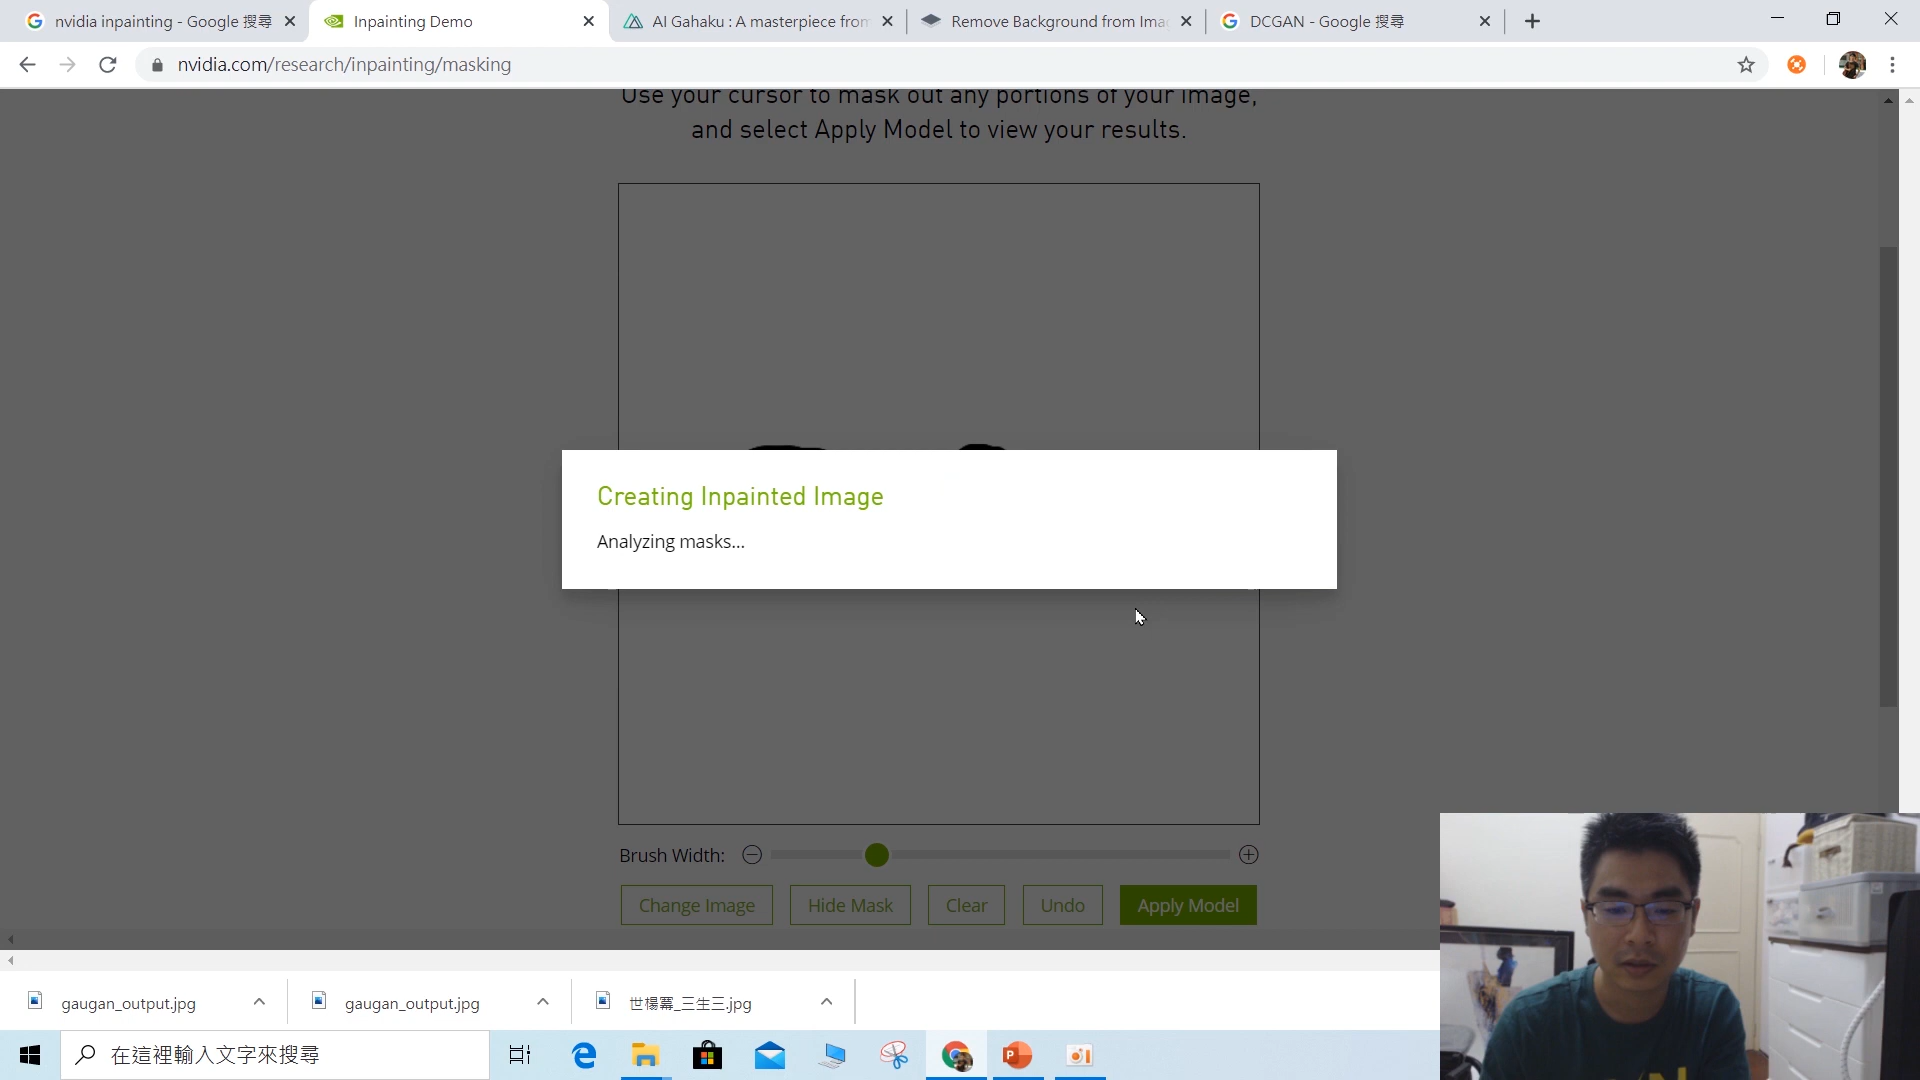 nvidia inpainting - Google 搜尋
Inpainting Demo
AI Gahaku : A masterpiece from
Remove Background from Imag
DCGAN - Google 搜尋
nvidia.com/research/inpainting/masking
Use your cursor to mask out any portions of your image,
and select Apply Model to view your results.
Creating Inpainted Image
Analyzing masks...
Brush Width:
Change Image
Hide Mask
Clear
Undo
Apply Model
gaugan_output.jpg
gaugan_output.jpg
世楊冪_三生三.jpg
在這裡輸入文字來搜尋